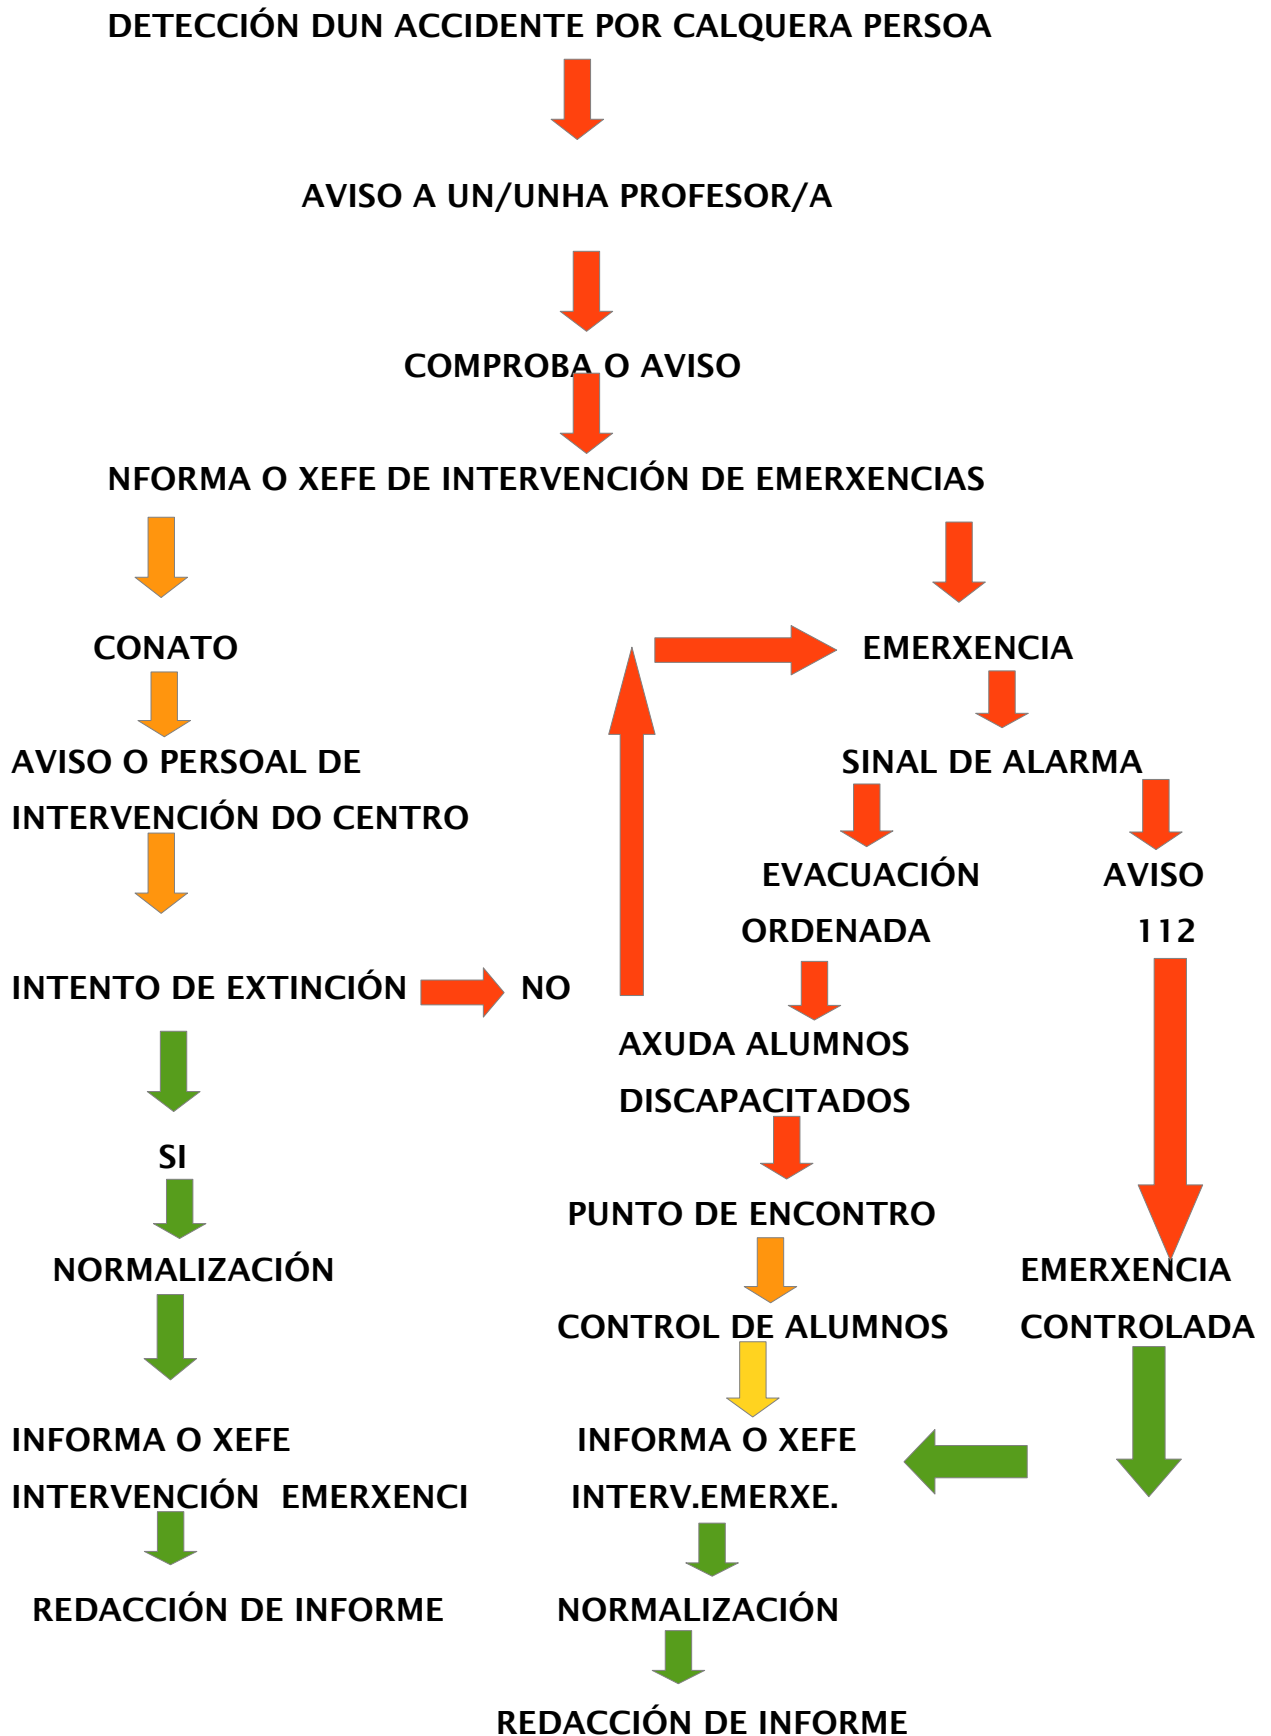 DETECCIÓN DUN ACCIDENTE POR CALQUERA PERSOA
AVISO A UN/UNHA PROFESOR/A
COMPROBA O AVISO
NFORMA O XEFE DE INTERVENCIÓN DE EMERXENCIAS
CONATO
EMERXENCIA
AVISO O PERSOAL DE
INTERVENCIÓN DO CENTRO
SINAL DE ALARMA
EVACUACIÓN
ORDENADA
AVISO
112
INTENTO DE EXTINCIÓN
NO
AXUDA ALUMNOS
DISCAPACITADOS
SI
PUNTO DE ENCONTRO
NORMALIZACIÓN
EMERXENCIA
CONTROLADA
CONTROL DE ALUMNOS
INFORMA O XEFE
INTERVENCIÓN EMERXENCI
INFORMA O XEFE
INTERV.EMERXE.
REDACCIÓN DE INFORME
NORMALIZACIÓN
REDACCIÓN DE INFORME